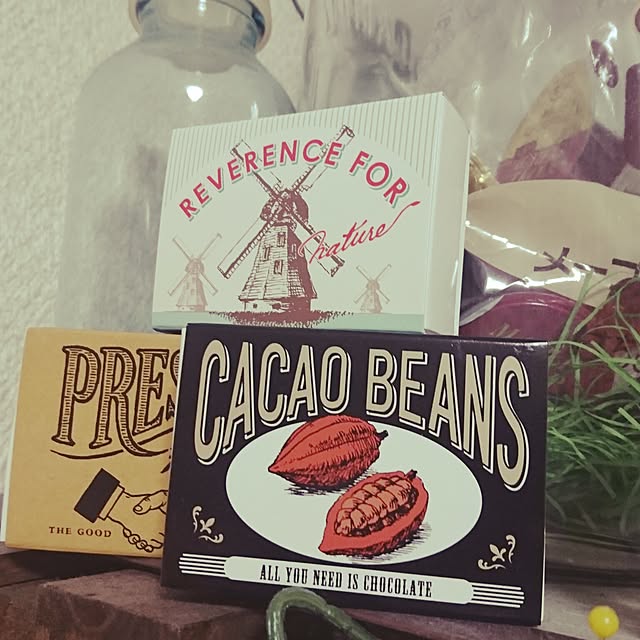 REVERENCE FOR
nature
CACAO BEANS
ALL YOU NEED IS CHOCOLATE
PRES
THE GOOD